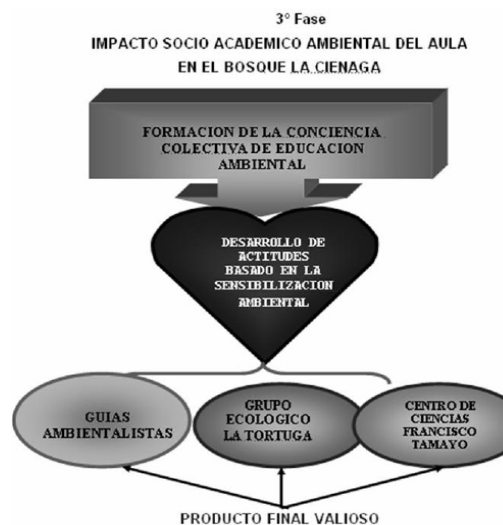 3° Fase
IMPACTO SOCIO ACADEMICO AMBIENTAL DEL AULA
EN EL BOSQUE LA CIENAGA
FORMACION DE LA CONCIENCIA
COLECTIVA DE EDUCACION
AMBIENTAL
DESARROLLO DE
ACTITUDES
BASADO EN LA
SENSIBILIZACION
AMBIENTAL
GUIAS
AMBIENTALISTAS
GRUPO
ECOLOGICO
LA TORTUGA
CENTRO DE
CIENCIAS
FRANCISCO
TAMAYO
PRODUCTO FINAL VALIOSO